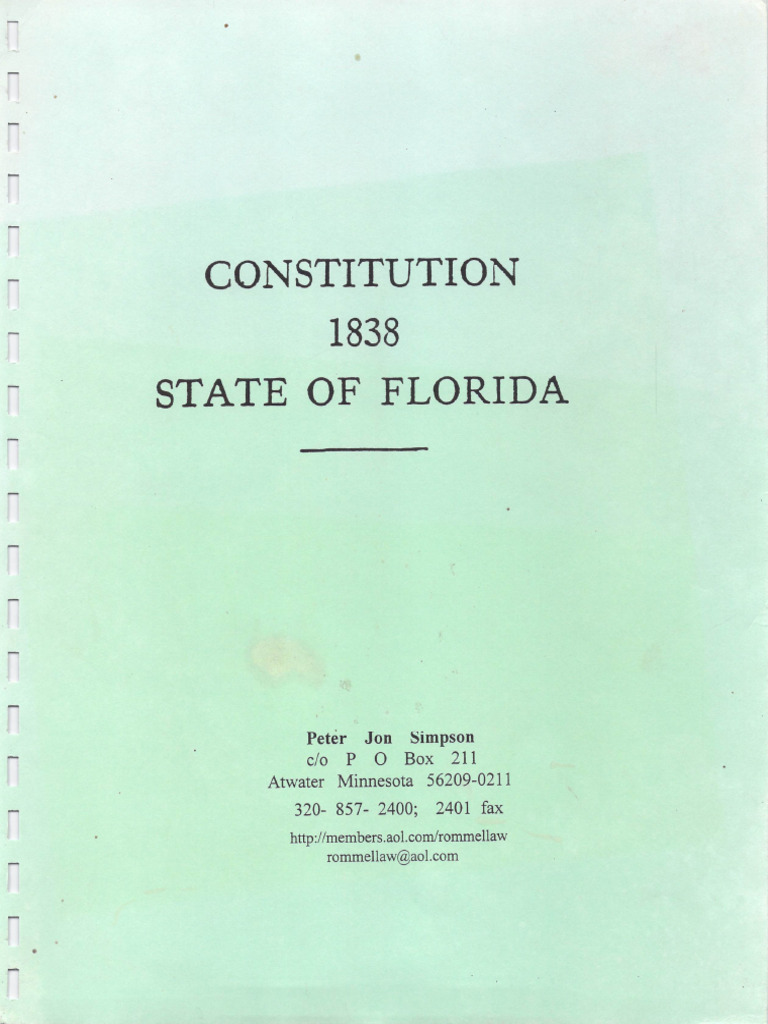 CONSTITUTION
1838
STATE OF FLORIDA
Peter Jon Simpson
c/o P O Box 211
Atwater Minnesota 56209-0211
320- 857- 2400; 2401 fax
http://members.aol.com/rommellaw
rommellaw@aol.com